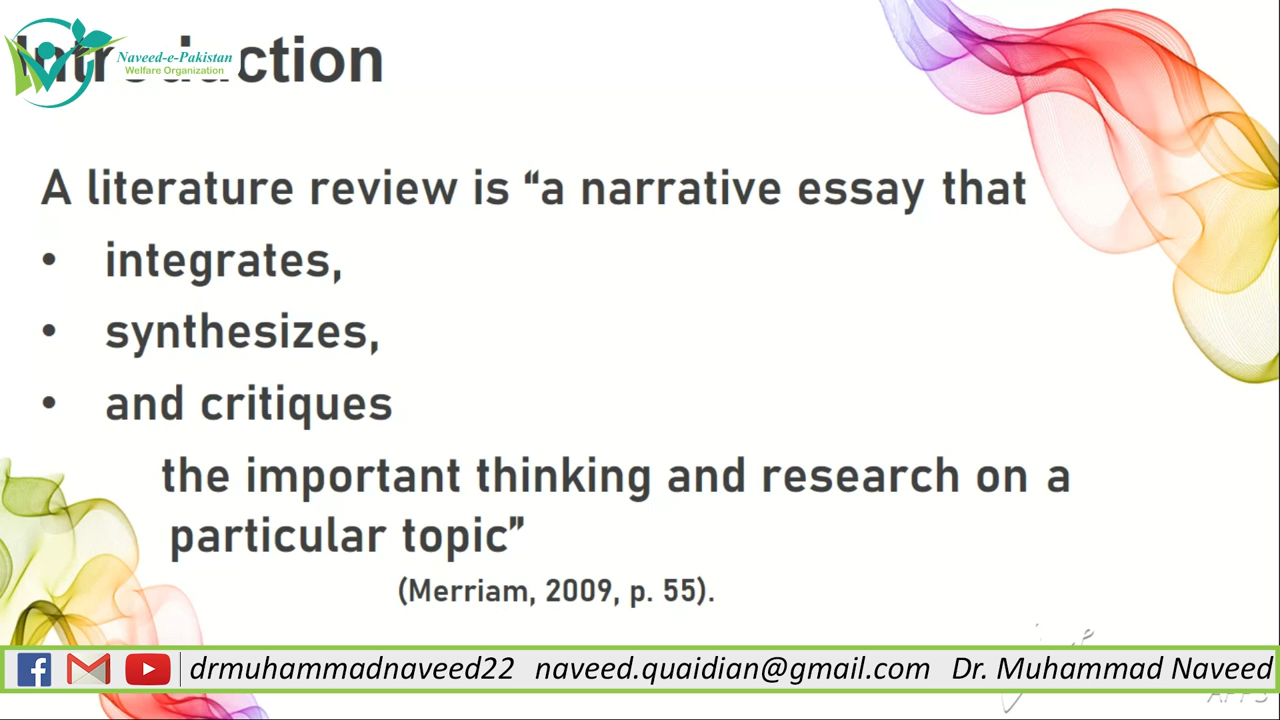 Introduction
Naveed-e-Pakistan
Welfare Organization
A literature review is “a narrative essay that
• integrates,
• synthesizes,
• and critiques
the important thinking and research on a
particular topic”
(Merriam, 2009, p. 55).
drmuhammadnaveed22 naveed.quaidian@gmail.com Dr. Muhammad Naveed